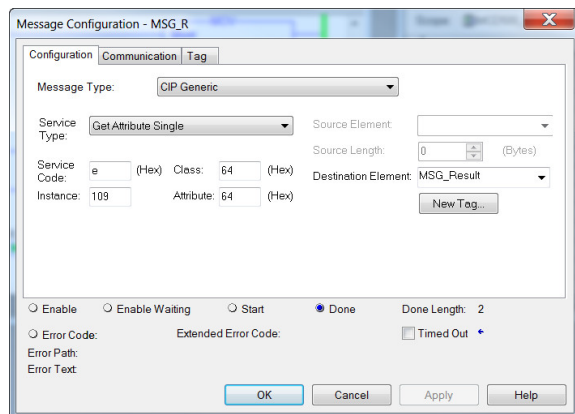 Message Configuration - MSG_R
Configuration Communication Tag
Message Type: CIP Generic
Service Type: Get Attribute Single
Source Element:
Source Length: 0 (Bytes)
Service Code: e (Hex) Class: 64 (Hex)
Destination Element: MSG_Result
Instance: 109 Attribute: 64 (Hex)
New Tag...
Enable Enable Waiting Start Done Done Length: 2
Error Code: Extended Error Code: Timed Out
Error Path:
Error Text:
OK Cancel Apply Help